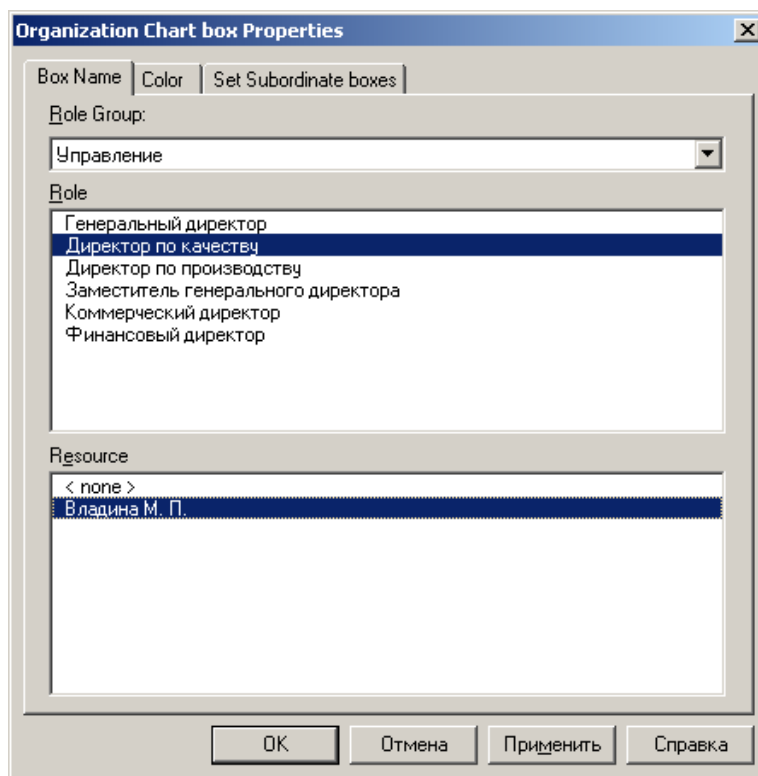 Organization Chart box Properties
Box Name Color Set Subordinate boxes
Role Group:
Управление
Role
Генеральный директор
Директор по качеству
Директор по производству
Заместитель генерального директора
Коммерческий директор
Финансовый директор
Resource
< none >
Владина М. П.
OK Отмена Применить Справка